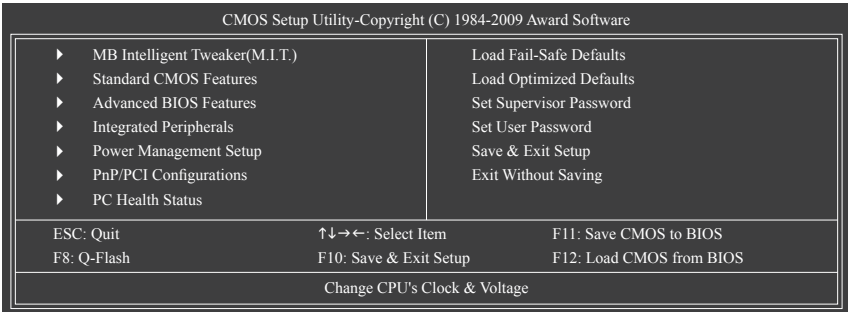 CMOS Setup Utility-Copyright (C) 1984-2009 Award Software
MB Intelligent Tweaker(M.I.T.)
Standard CMOS Features
Advanced BIOS Features
Integrated Peripherals
Power Management Setup
PnP/PCI Configurations
PC Health Status
Load Fail-Safe Defaults
Load Optimized Defaults
Set Supervisor Password
Set User Password
Save & Exit Setup
Exit Without Saving
ESC: Quit
↑↓→←: Select Item
F11: Save CMOS to BIOS
F8: Q-Flash
F10: Save & Exit Setup
F12: Load CMOS from BIOS
Change CPU's Clock & Voltage